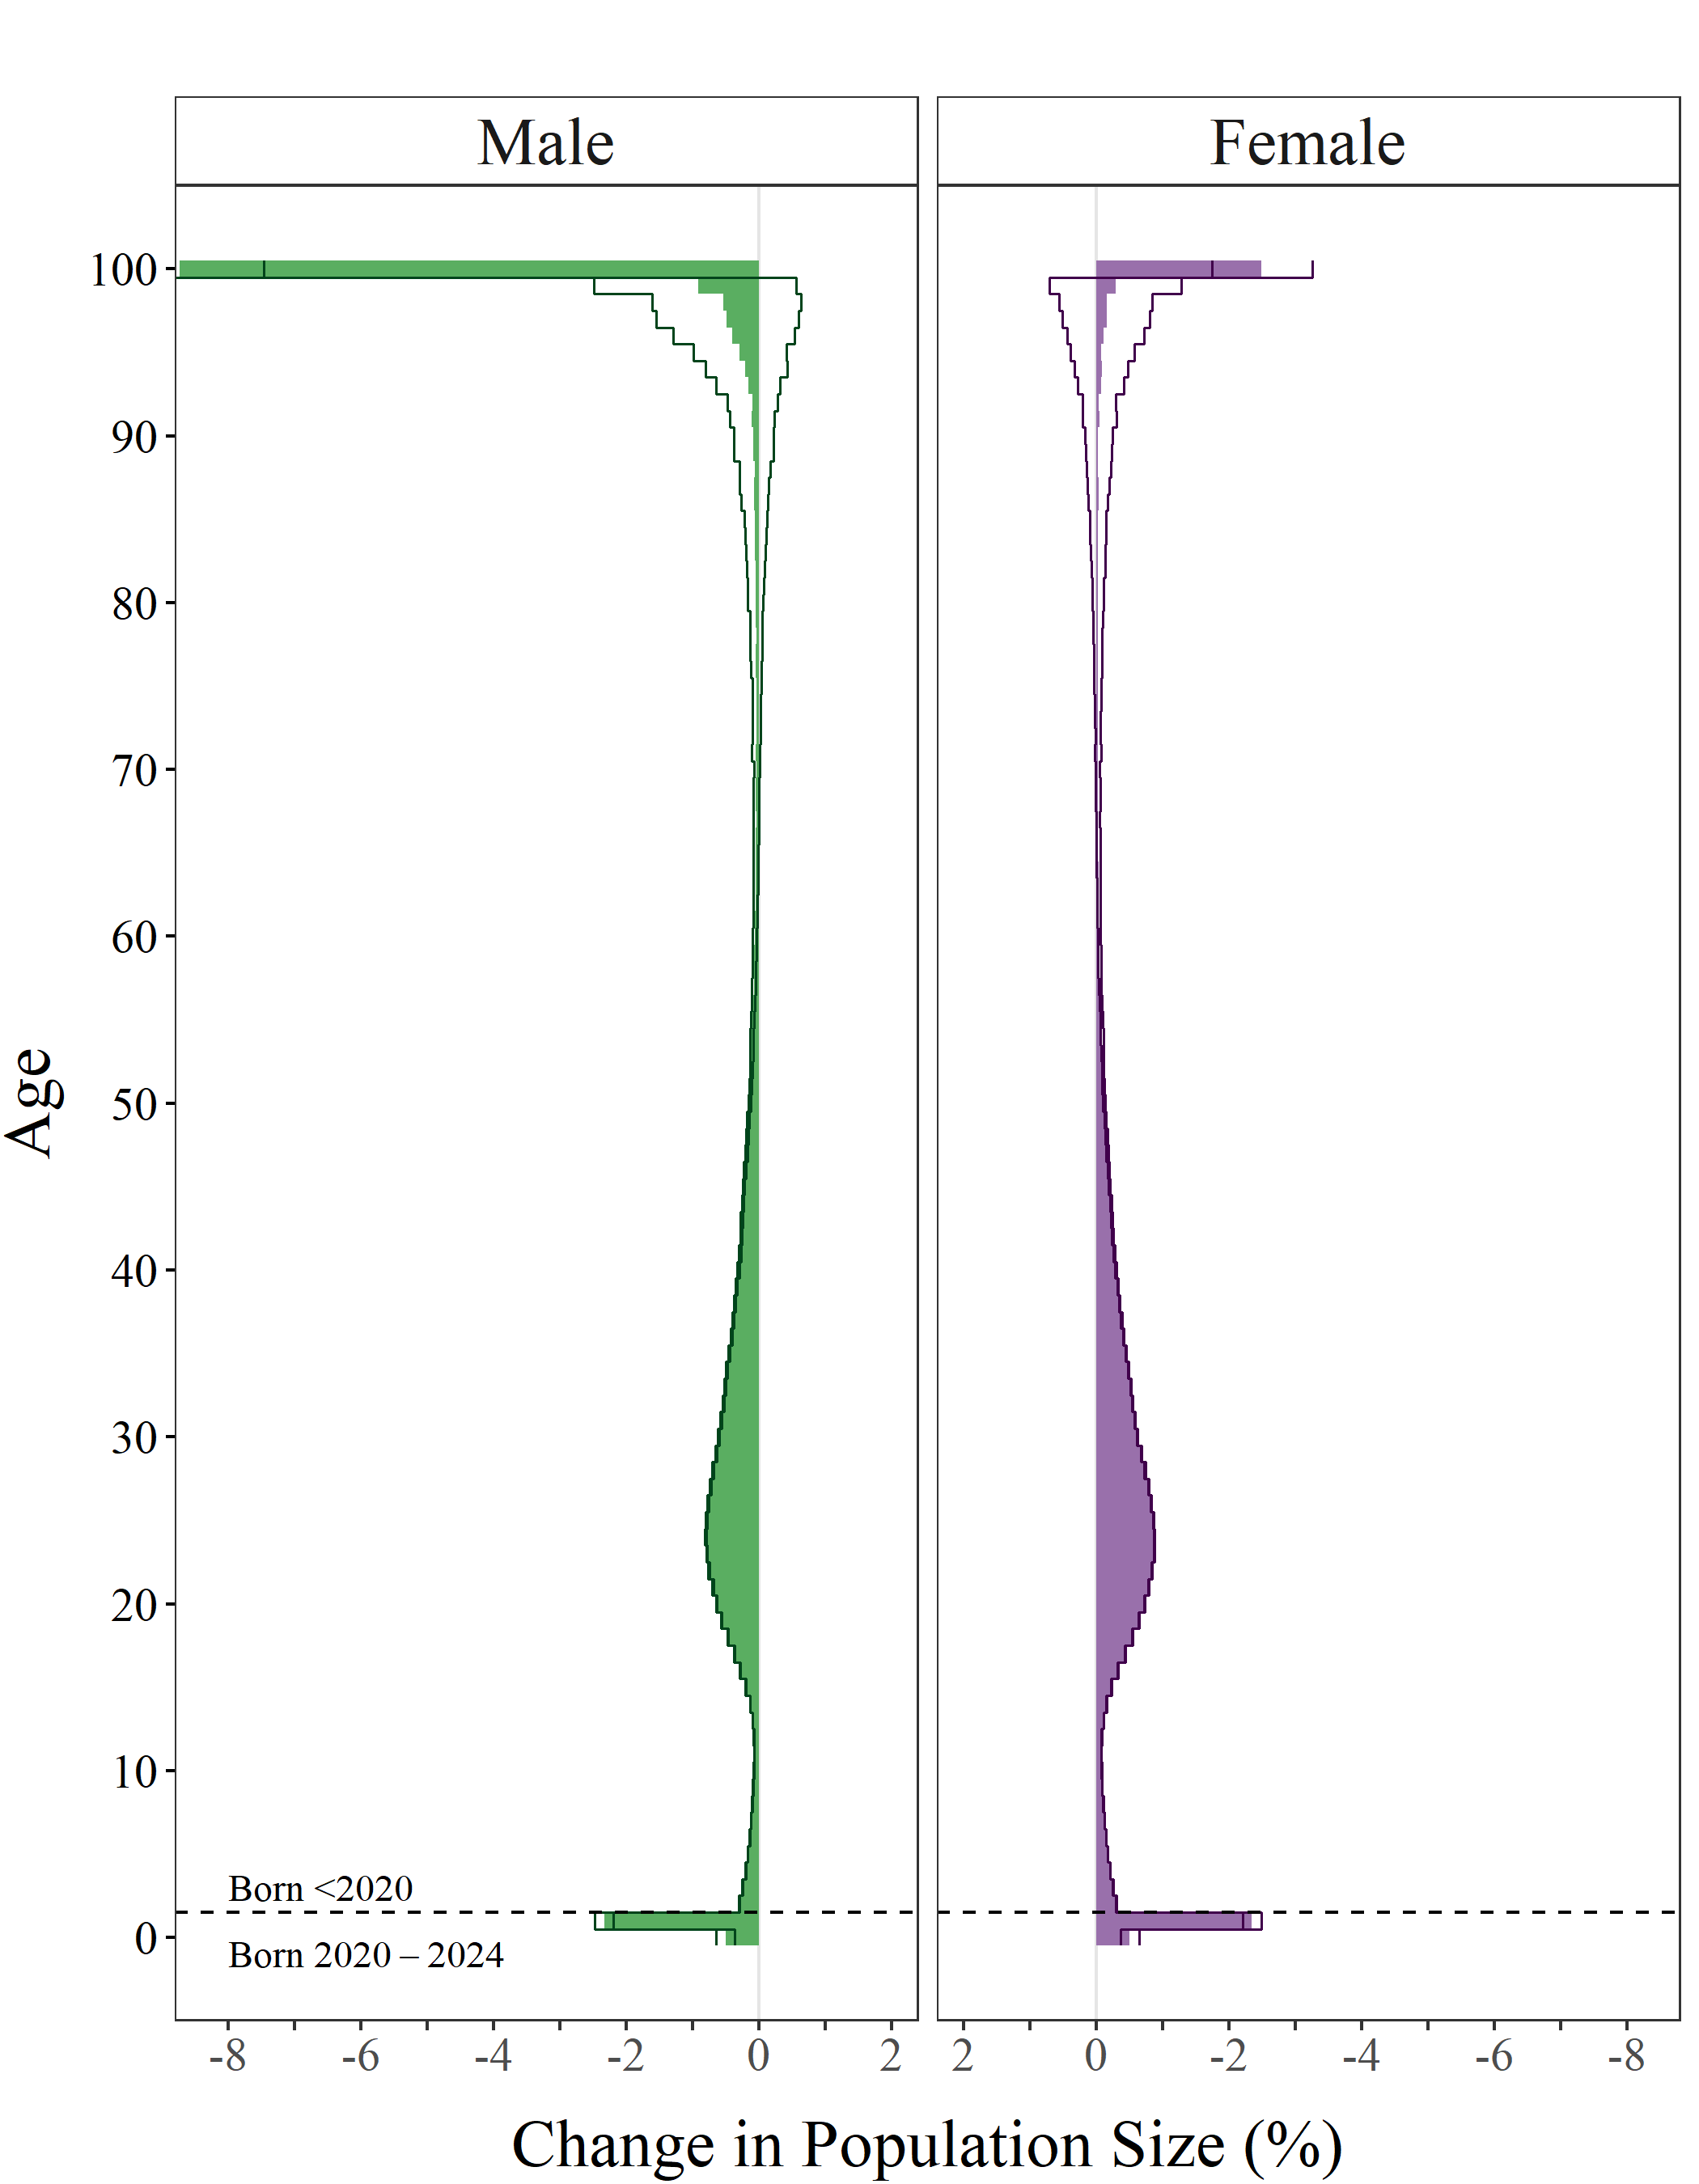 Male
Female
100
90
80
70
60
50
40
30
20
10
0
Age
Born <2020
Born 2020 – 2024
-8 -6 -4 -2 0 2
2 0 -2 -4 -6 -8
Change in Population Size (%)